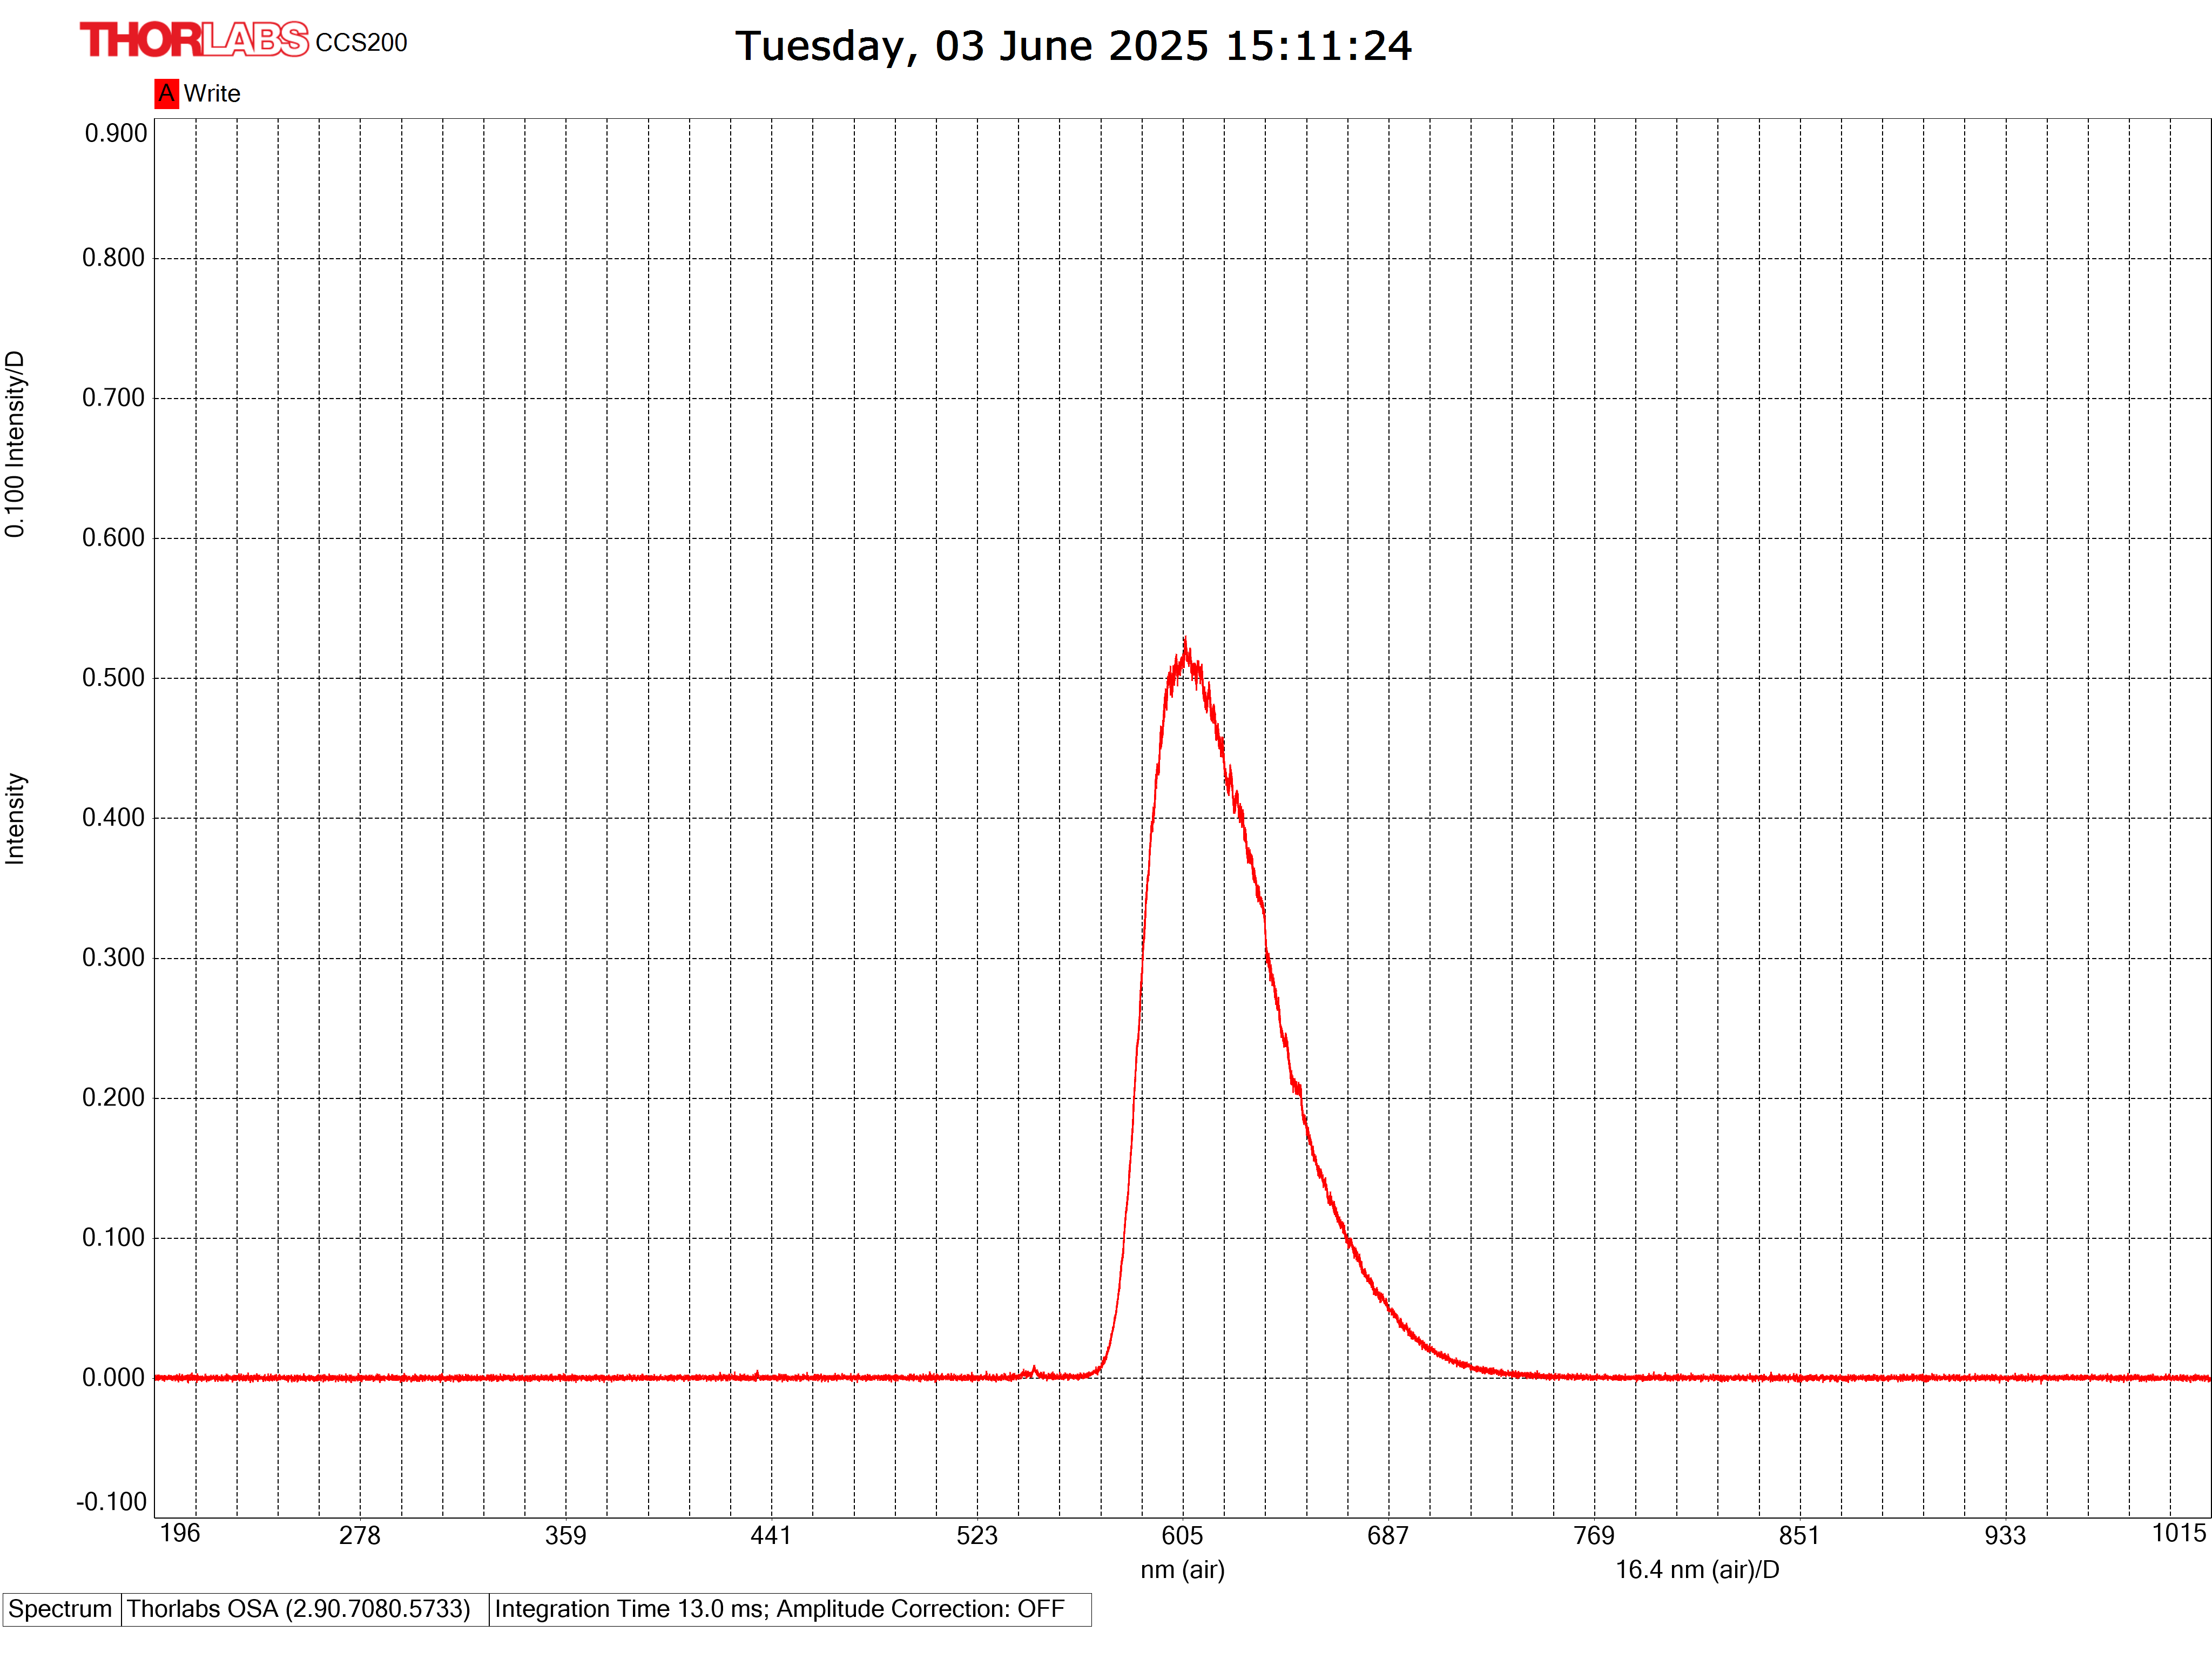 THORLABS CCS200
Tuesday, 03 June 2025 15:11:24
A Write
0.900
0.800
0.700
0.600
0.500
0.400
0.300
0.200
0.100
0.000
-0.100
0.100 Intensity/D
Intensity
196 278 359 441 523 605 687 769 851 933 1015
nm (air) 16.4 nm (air)/D
Spectrum Thorlabs OSA (2.90.7080.5733) Integration Time 13.0 ms; Amplitude Correction: OFF